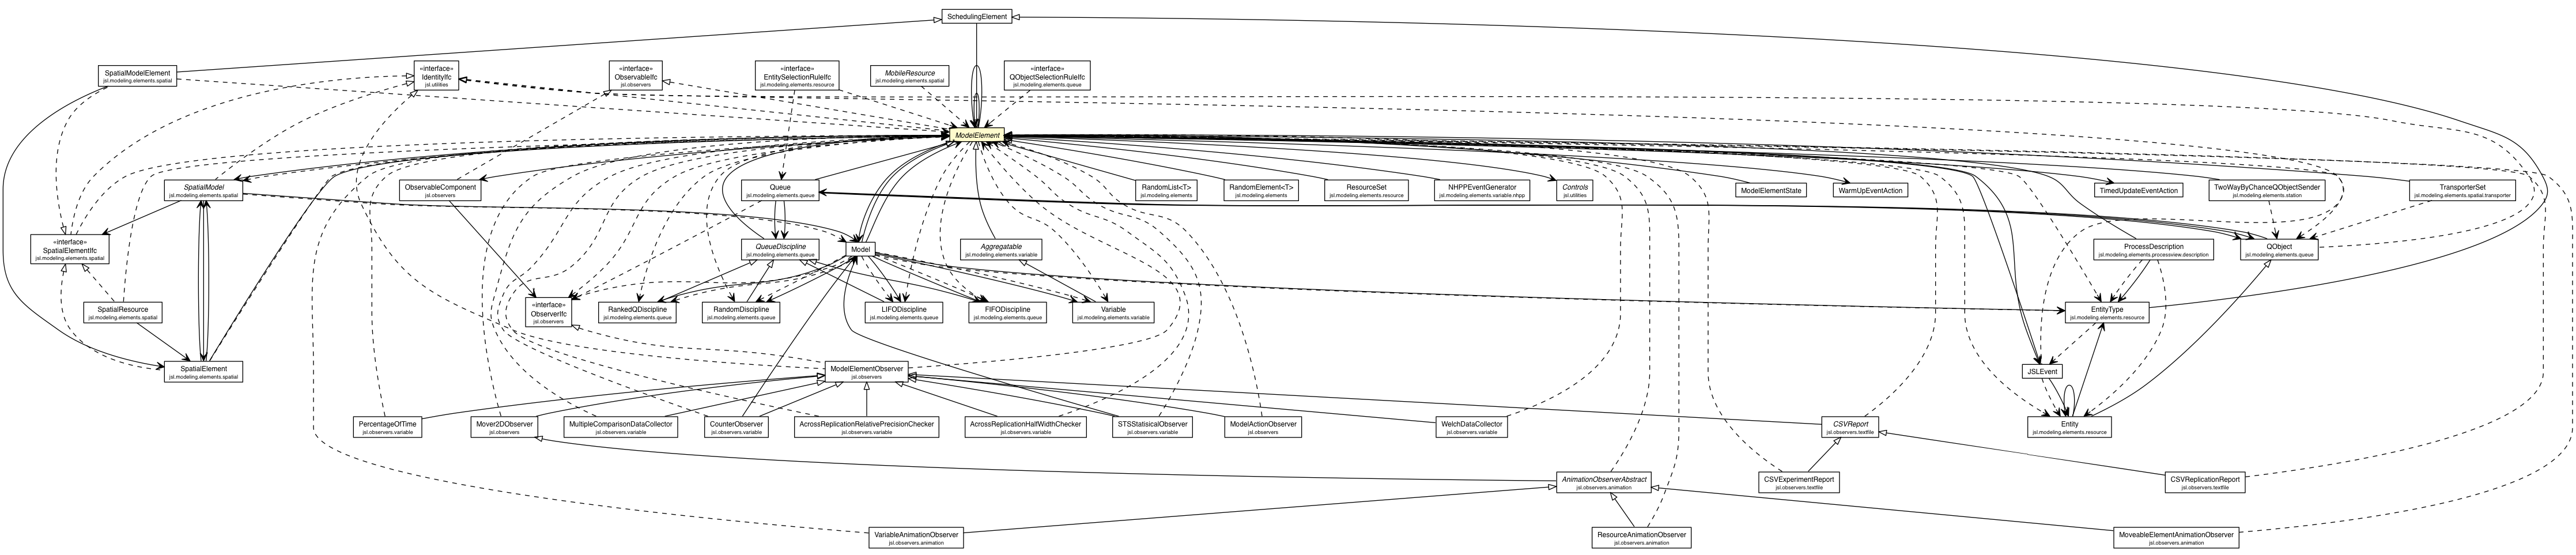 SchedulingElement
SpatialModelElement
jsl.modeling.elements.spatial
«interface»
IdentityIfc
jsl.utilities
«interface»
ObservableIfc
jsl.observers
«interface»
EntitySelectionRuleIfc
jsl.modeling.elements.resource
MobileResource
jsl.modeling.elements.spatial
«interface»
QObjectSelectionRuleIfc
jsl.modeling.elements.queue
ModelElement
SpatialModel
jsl.modeling.elements.spatial
ObservableComponent
jsl.observers
Queue
jsl.modeling.elements.queue
RandomList<T>
jsl.modeling.elements
RandomElement<T>
jsl.modeling.elements
ResourceSet
jsl.modeling.elements.resource
NHPPEventGenerator
jsl.modeling.elements.variable.nhpp
Controls
jsl.utilities
ModelElementState
WarmUpEventAction
TimedUpdateEventAction
TwoWayByChanceQObjectSender
jsl.modeling.elements.station
TransporterSet
jsl.modeling.elements.spatial.transporter
«interface»
SpatialElementIfc
jsl.modeling.elements.spatial
QueueDiscipline
jsl.modeling.elements.queue
Model
Aggregatable
jsl.modeling.elements.variable
ProcessDescription
jsl.modeling.elements.processview.description
QObject
jsl.modeling.elements.queue
SpatialResource
jsl.modeling.elements.spatial
«interface»
ObserverIfc
jsl.observers
RankedQDiscipline
jsl.modeling.elements.queue
RandomDiscipline
jsl.modeling.elements.queue
LIFODiscipline
jsl.modeling.elements.queue
FIFODiscipline
jsl.modeling.elements.queue
Variable
jsl.modeling.elements.variable
EntityType
jsl.modeling.elements.resource
SpatialElement
jsl.modeling.elements.spatial
ModelElementObserver
jsl.observers
JSLEvent
PercentageOfTime
jsl.observers.variable
Mover2DObserver
jsl.observers
MultipleComparisonDataCollector
jsl.observers.variable
CounterObserver
jsl.observers.variable
AcrossReplicationRelativePrecisionChecker
jsl.observers.variable
AcrossReplicationHalfWidthChecker
jsl.observers.variable
STSStatisicalObserver
jsl.observers.variable
ModelActionObserver
jsl.observers
WelchDataCollector
jsl.observers.variable
CSVReport
jsl.observers.textfile
Entity
jsl.modeling.elements.resource
AnimationObserverAbstract
jsl.observers.animation
CSVExperimentReport
jsl.observers.textfile
CSVReplicationReport
jsl.observers.textfile
VariableAnimationObserver
jsl.observers.animation
ResourceAnimationObserver
jsl.observers.animation
MoveableElementAnimationObserver
jsl.observers.animation